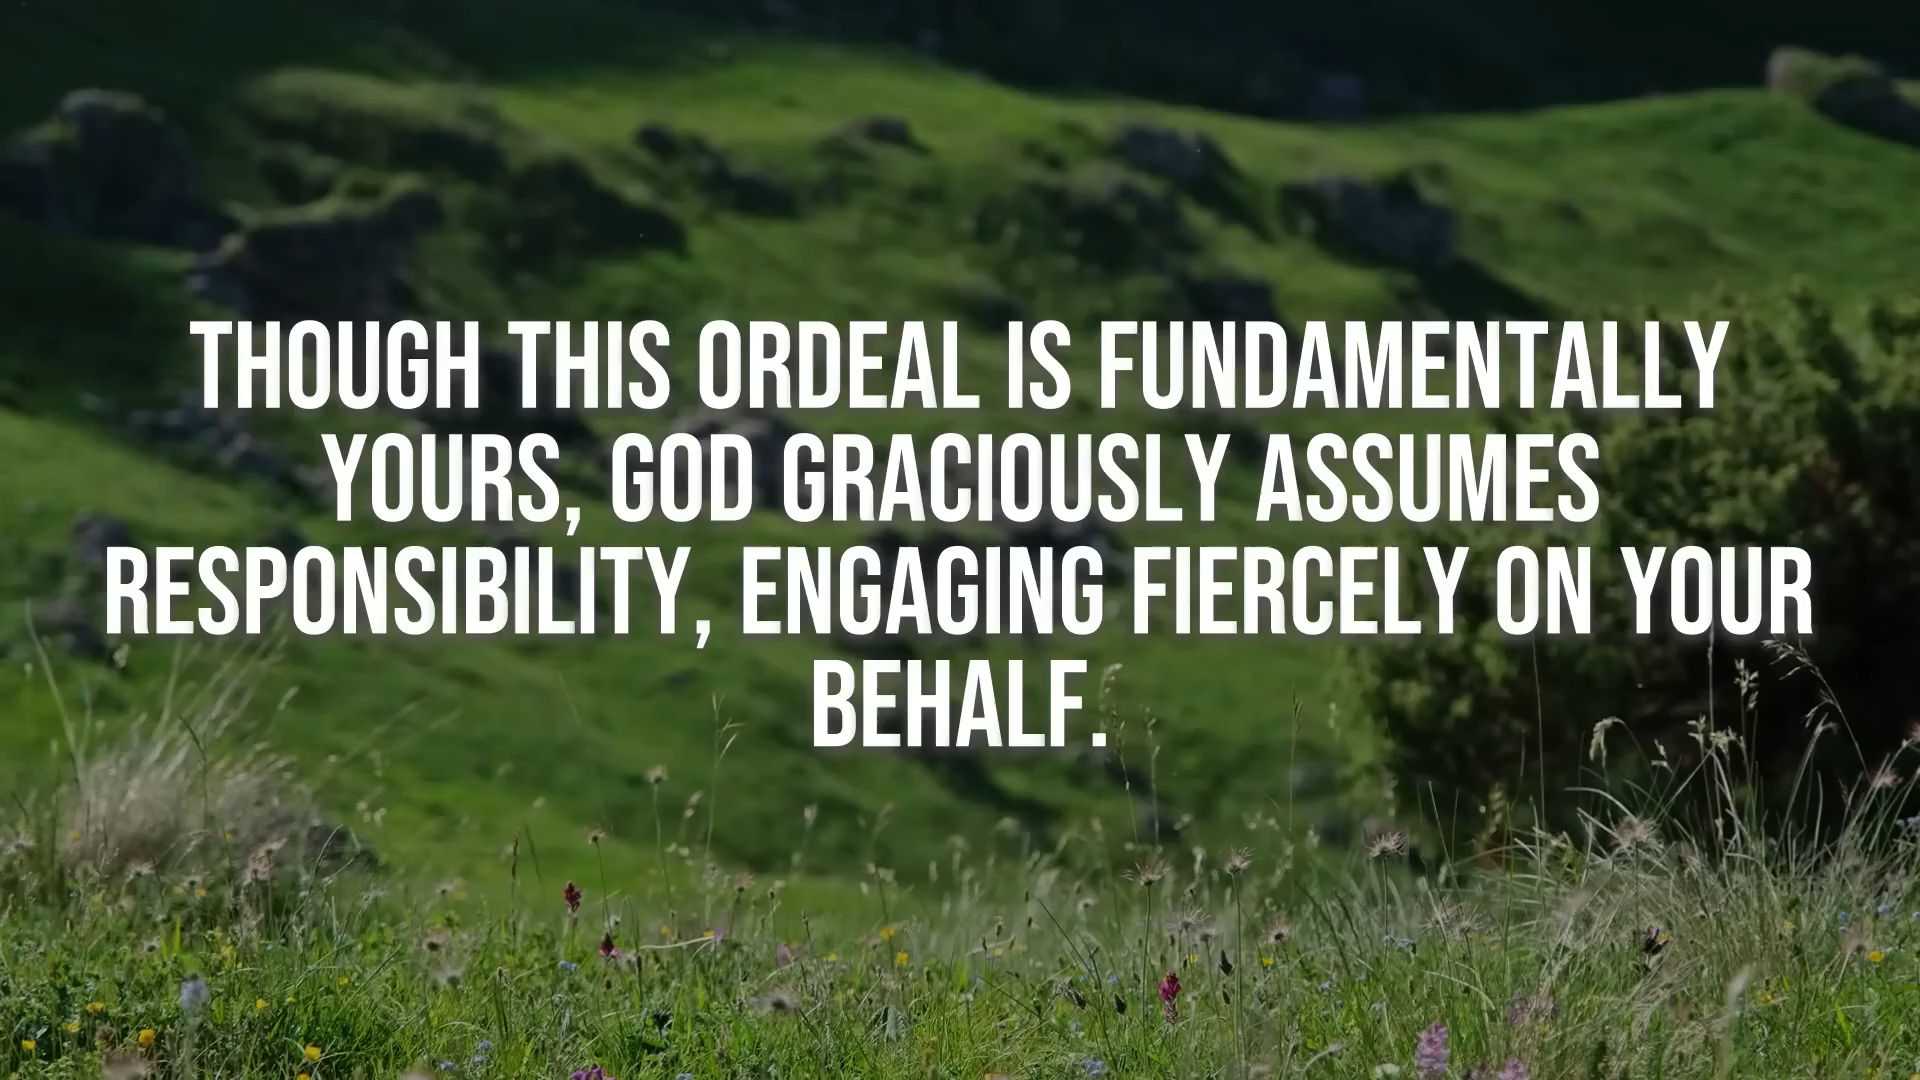 THOUGH THIS ORDEAL IS FUNDAMENTALLY
YOURS, GOD GRACIOUSLY ASSUMES
RESPONSIBILITY, ENGAGING FIERCELY ON YOUR
BEHALF.